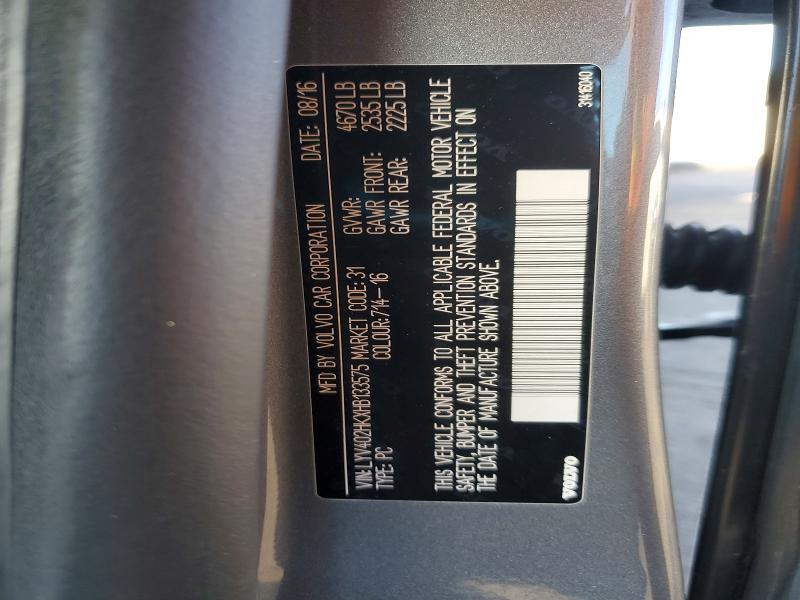 MFD BY VOLVO CAR CORPORATION DATE: 08/16
VIN: LYV402HKXHB133575 MARKET CODE: 31 GVWR: 4670 LB
TYPE: PC COLOUR: 714-16 GAWR FRONT: 2535 LB
GAWR REAR: 2225 LB
THIS VEHICLE CONFORMS TO ALL APPLICABLE FEDERAL MOTOR VEHICLE
SAFETY, BUMPER AND THEFT PREVENTION STANDARDS IN EFFECT ON
THE DATE OF MANUFACTURE SHOWN ABOVE.
VOLVO 31416040